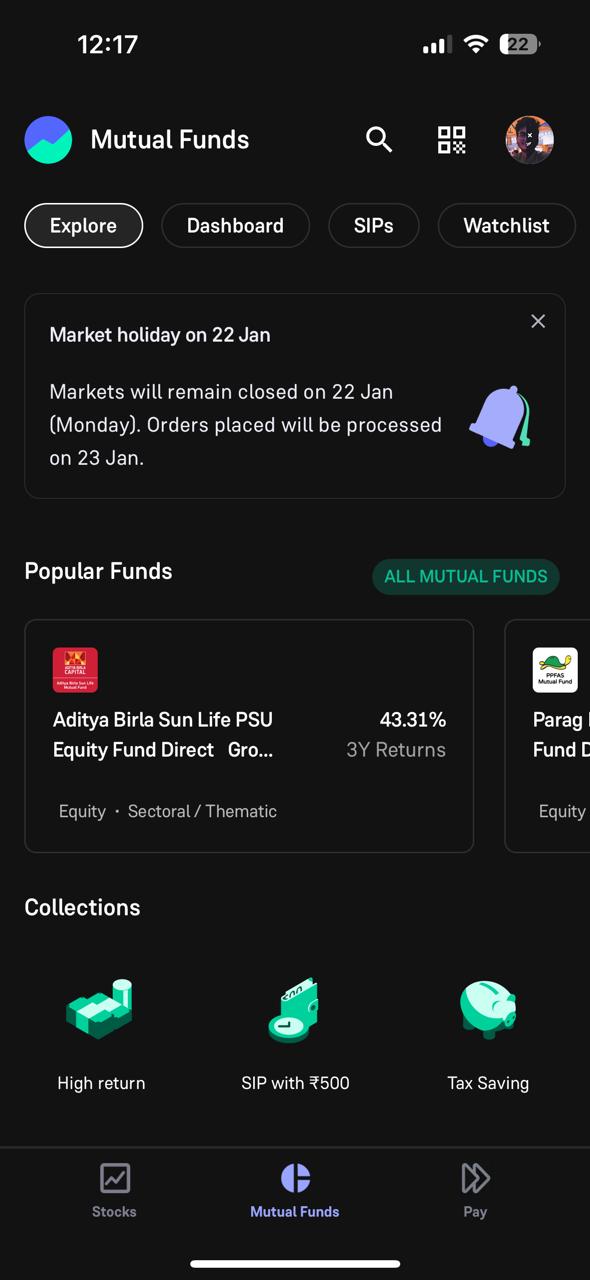 12:17
22
Mutual Funds
Explore
Dashboard
SIPs
Watchlist
Market holiday on 22 Jan
Markets will remain closed on 22 Jan
(Monday). Orders placed will be processed
on 23 Jan.
Popular Funds
ALL MUTUAL FUNDS
ADITYA BIRLA
CAPITAL
Aditya Birla Sun Life
Mutual Fund
Aditya Birla Sun Life PSU
Equity Fund Direct Gro...
43.31%
3Y Returns
Equity · Sectoral / Thematic
PPFAS
Mutual Fund
Parag
Fund D
Equity
Collections
High return
SIP with ₹500
Tax Saving
Stocks
Mutual Funds
Pay